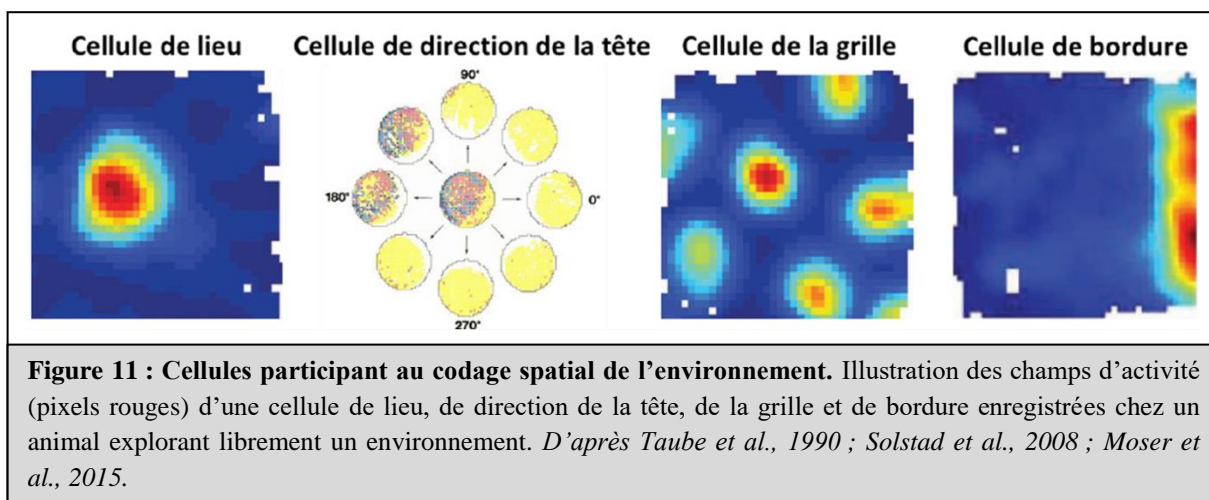 Cellule de lieu
Cellule de direction de la tête
Cellule de la grille
Cellule de bordure
90°
180°
0°
270°
Figure 11 : Cellules participant au codage spatial de l’environnement. Illustration des champs d’activité
(pixels rouges) d’une cellule de lieu, de direction de la tête, de la grille et de bordure enregistrées chez un
animal explorant librement un environnement. D’après Taube et al., 1990 ; Solstad et al., 2008 ; Moser et
al., 2015.